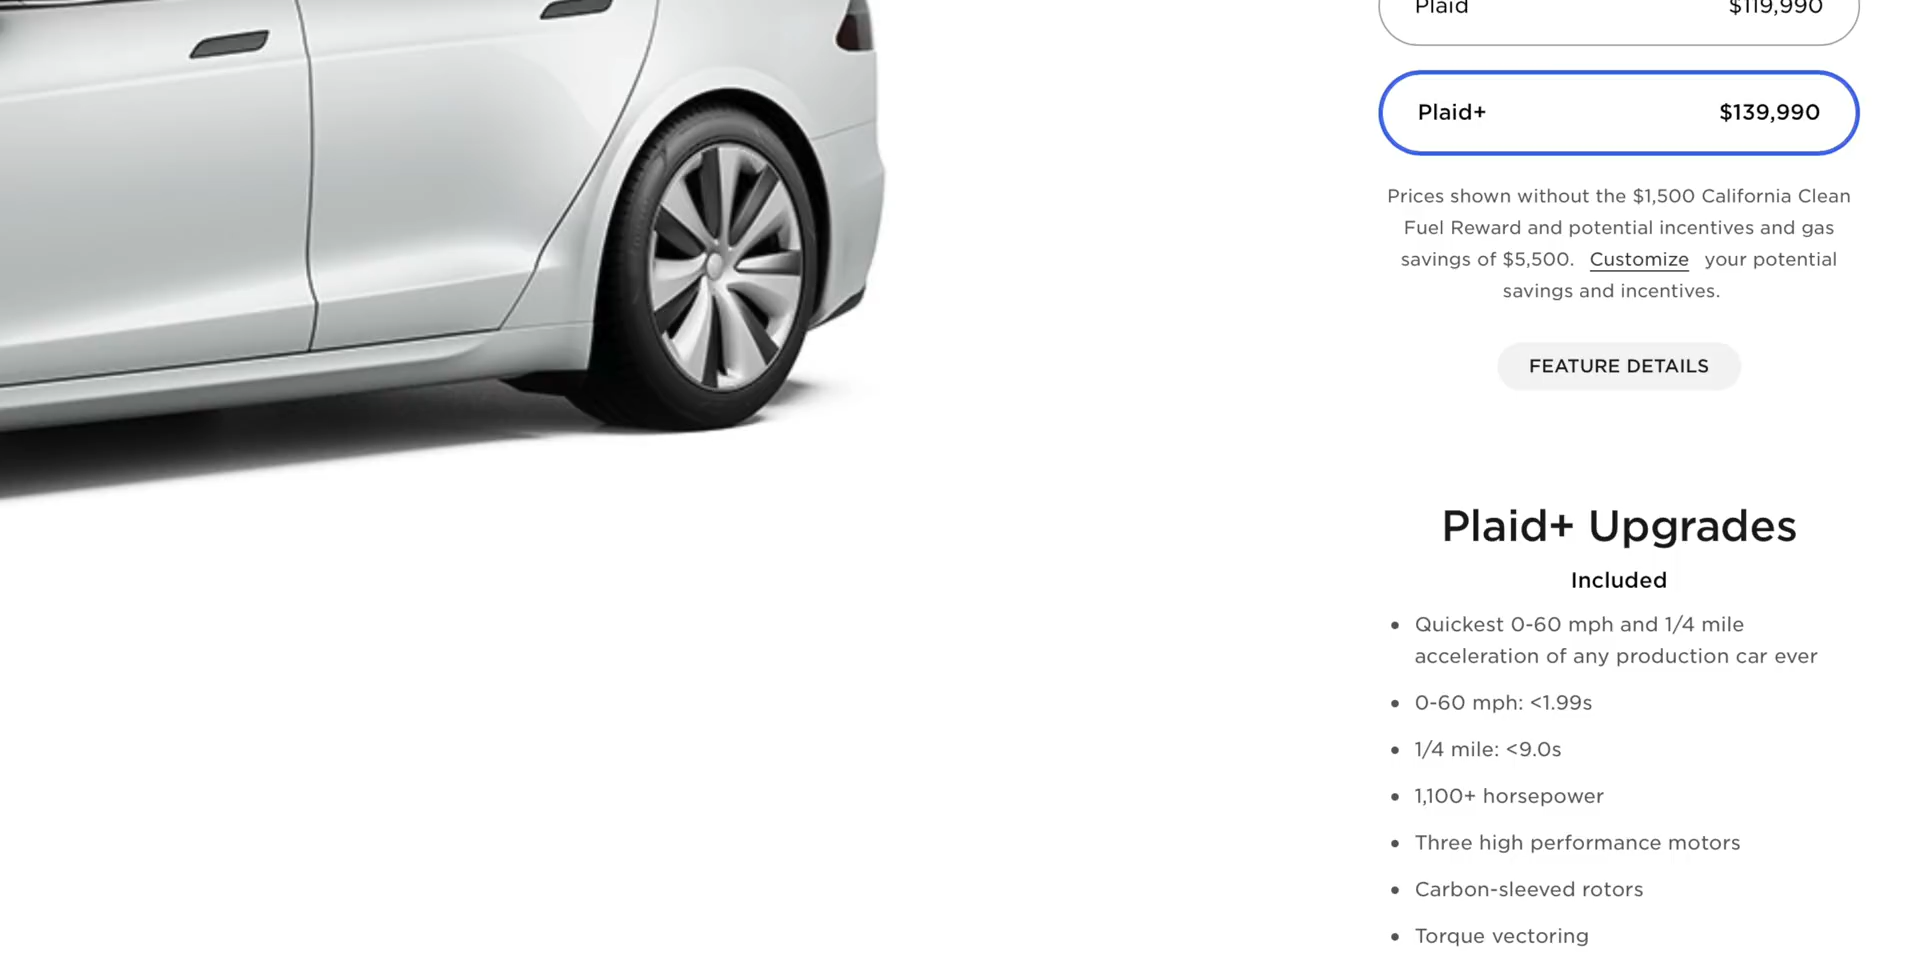 Plaid $119,990
Plaid+ $139,990
Prices shown without the $1,500 California Clean
Fuel Reward and potential incentives and gas
savings of $5,500. Customize your potential
savings and incentives.
FEATURE DETAILS
Plaid+ Upgrades
Included
• Quickest 0-60 mph and 1/4 mile
acceleration of any production car ever
• 0-60 mph: <1.99s
• 1/4 mile: <9.0s
• 1,100+ horsepower
• Three high performance motors
• Carbon-sleeved rotors
• Torque vectoring